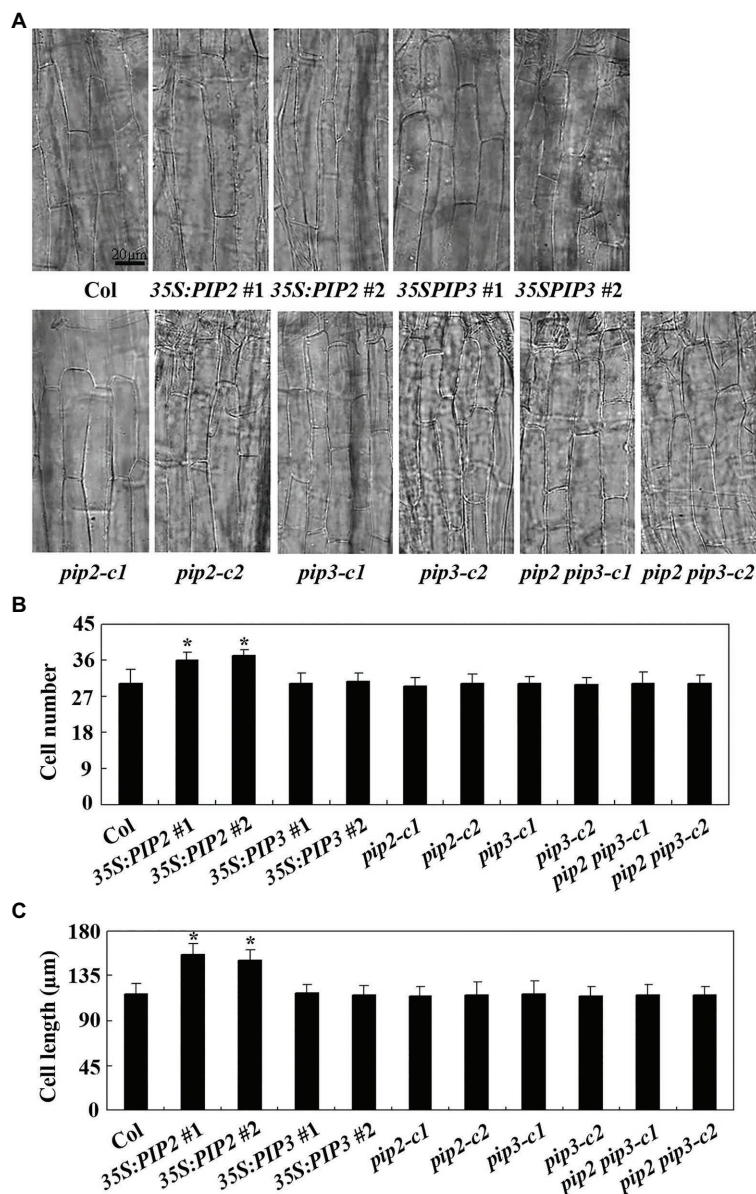 A
20μm
Col
35S:PIP2 #1
35S:PIP2 #2
35SPIP3 #1
35SPIP3 #2
pip2-c1
pip2-c2
pip3-c1
pip3-c2
pip2 pip3-c1
pip2 pip3-c2
B
Cell number
45
36
27
18
9
0
*
*
Col
35S:PIP2 #1
35S:PIP2 #2
35S:PIP3 #1
35S:PIP3 #2
pip2-c1
pip2-c2
pip3-c1
pip3-c2
pip2 pip3-c1
pip2 pip3-c2
C
Cell length (μm)
180
135
90
45
0
*
*
Col
35S:PIP2 #1
35S:PIP2 #2
35S:PIP3 #1
35S:PIP3 #2
pip2-c1
pip2-c2
pip3-c1
pip3-c2
pip2 pip3-c1
pip2 pip3-c2